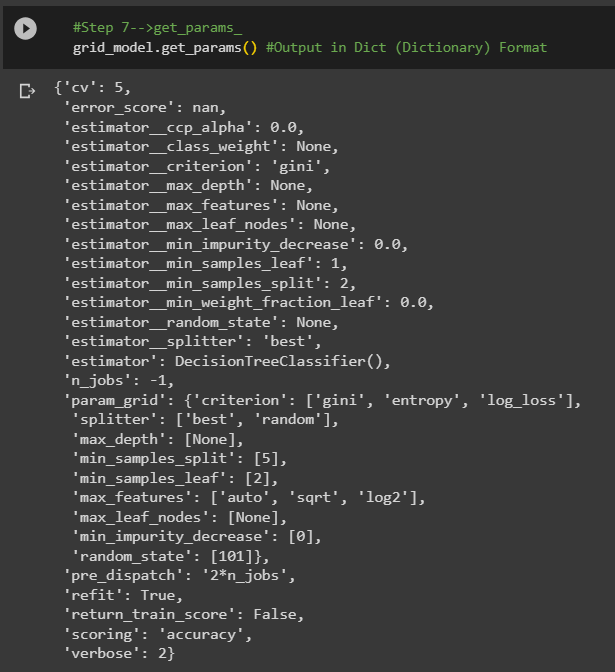 #Step 7-->get_params_
grid_model.get_params() #Output in Dict (Dictionary) Format
{'cv': 5,
'error_score': nan,
'estimator__ccp_alpha': 0.0,
'estimator__class_weight': None,
'estimator__criterion': 'gini',
'estimator__max_depth': None,
'estimator__max_features': None,
'estimator__max_leaf_nodes': None,
'estimator__min_impurity_decrease': 0.0,
'estimator__min_samples_leaf': 1,
'estimator__min_samples_split': 2,
'estimator__min_weight_fraction_leaf': 0.0,
'estimator__random_state': None,
'estimator__splitter': 'best',
'estimator': DecisionTreeClassifier(),
'n_jobs': -1,
'param_grid': {'criterion': ['gini', 'entropy', 'log_loss'],
'splitter': ['best', 'random'],
'max_depth': [None],
'min_samples_split': [5],
'min_samples_leaf': [2],
'max_features': ['auto', 'sqrt', 'log2'],
'max_leaf_nodes': [None],
'min_impurity_decrease': [0],
'random_state': [101]},
'pre_dispatch': '2*n_jobs',
'refit': True,
'return_train_score': False,
'scoring': 'accuracy',
'verbose': 2}